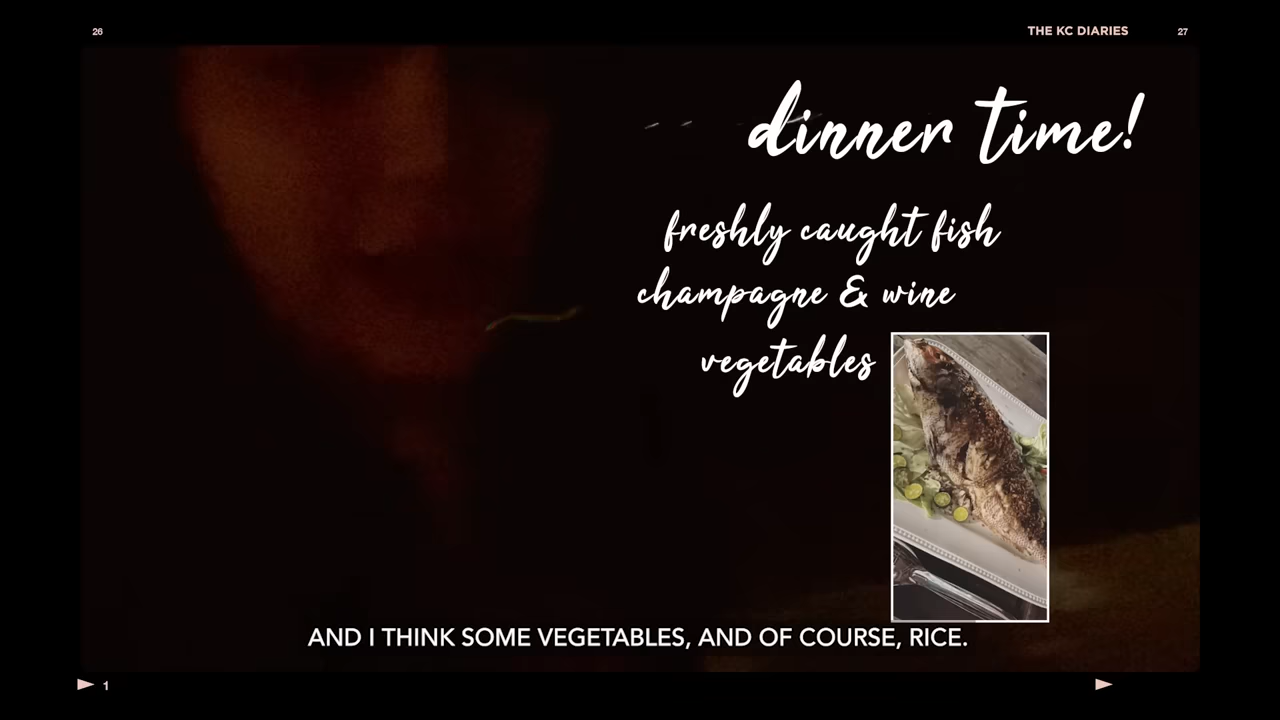 26
THE KC DIARIES 27
dinner time!
freshly caught fish
champagne & wine
vegetables
AND I THINK SOME VEGETABLES, AND OF COURSE, RICE.
1